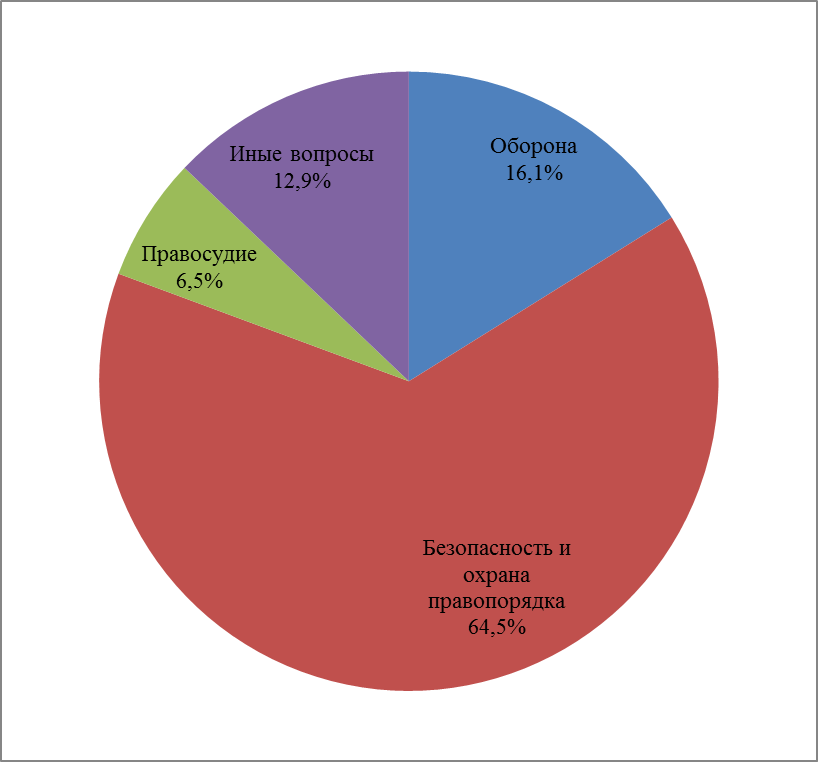 Оборона
16,1%
Иные вопросы
12,9%
Правосудие
6,5%
Безопасность и
охрана
правопорядка
64,5%